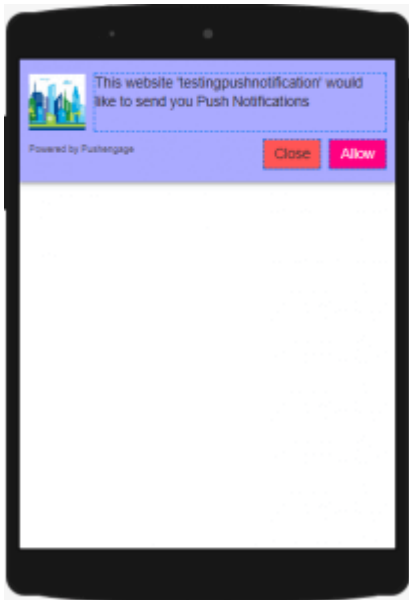 This website 'testingpushnotification' would
like to send you Push Notifications
Powered by Pushengage
Close
Allow